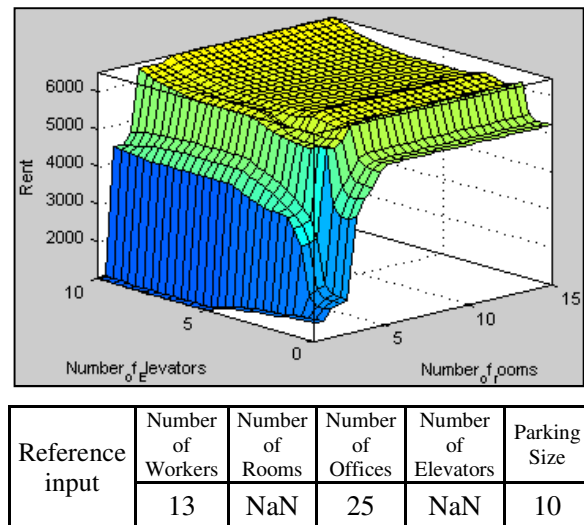 6000
5000
4000
3000
2000
Rent
10
5
0
5
10
15
Number_of_Elevators
Number_of_rooms
Reference input
Number of Workers
Number of Rooms
Number of Offices
Number of Elevators
Parking Size
13 NaN 25 NaN 10